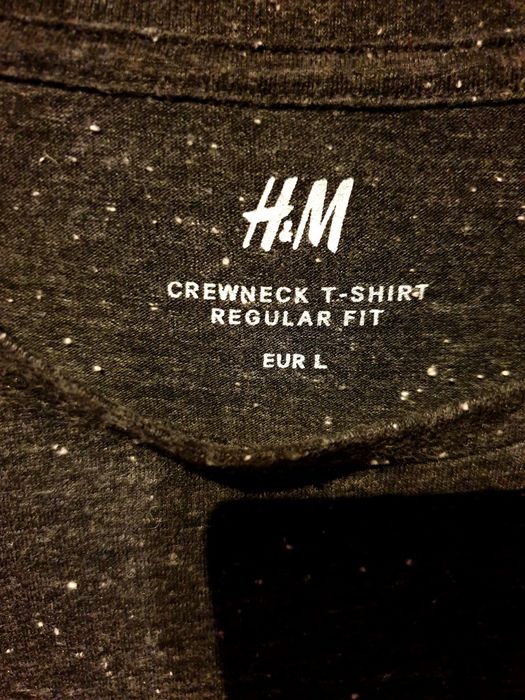 H&M
CREWNECK T-SHIRT
REGULAR FIT
EUR L